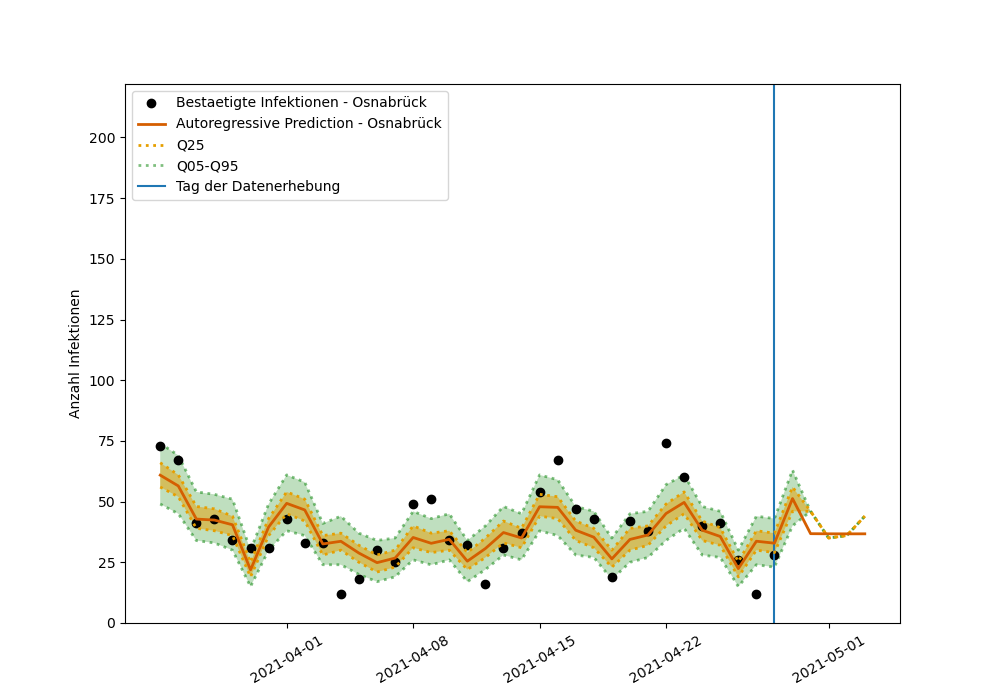 Bestaetigte Infektionen - Osnabrück
Autoregressive Prediction - Osnabrück
Q25
Q05-Q95
Tag der Datenerhebung
200
175
150
125
100
75
50
25
0
Anzahl Infektionen
2021-04-01
2021-04-08
2021-04-15
2021-04-22
2021-05-01